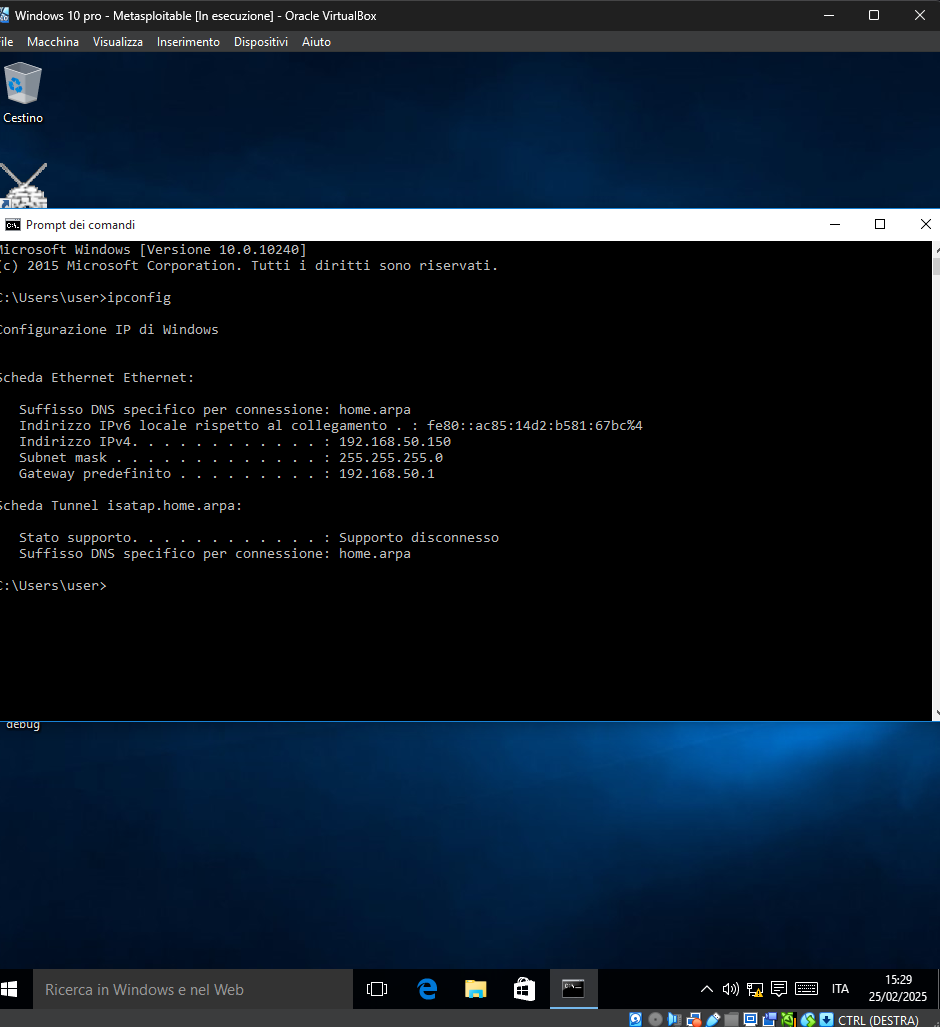 Windows 10 pro - Metasploitable [In esecuzione] - Oracle VirtualBox
File Macchina Visualizza Inserimento Dispositivi Aiuto
Cestino
Prompt dei comandi
Microsoft Windows [Versione 10.0.10240]
(c) 2015 Microsoft Corporation. Tutti i diritti sono riservati.
C:\Users\user>ipconfig
Configurazione IP di Windows
Scheda Ethernet Ethernet:
Suffisso DNS specifico per connessione: home.arpa
Indirizzo IPv6 locale rispetto al collegamento . : fe80::ac85:14d2:b581:67bc%4
Indirizzo IPv4. . . . . . . . . . . . : 192.168.50.150
Subnet mask . . . . . . . . . . . . . : 255.255.255.0
Gateway predefinito . . . . . . . . . : 192.168.50.1
Scheda Tunnel isatap.home.arpa:
Stato supporto. . . . . . . . . . . . : Supporto disconnesso
Suffisso DNS specifico per connessione: home.arpa
C:\Users\user>
debug
Ricerca in Windows e nel Web
ITA
15:29
25/02/2025
CTRL (DESTRA)